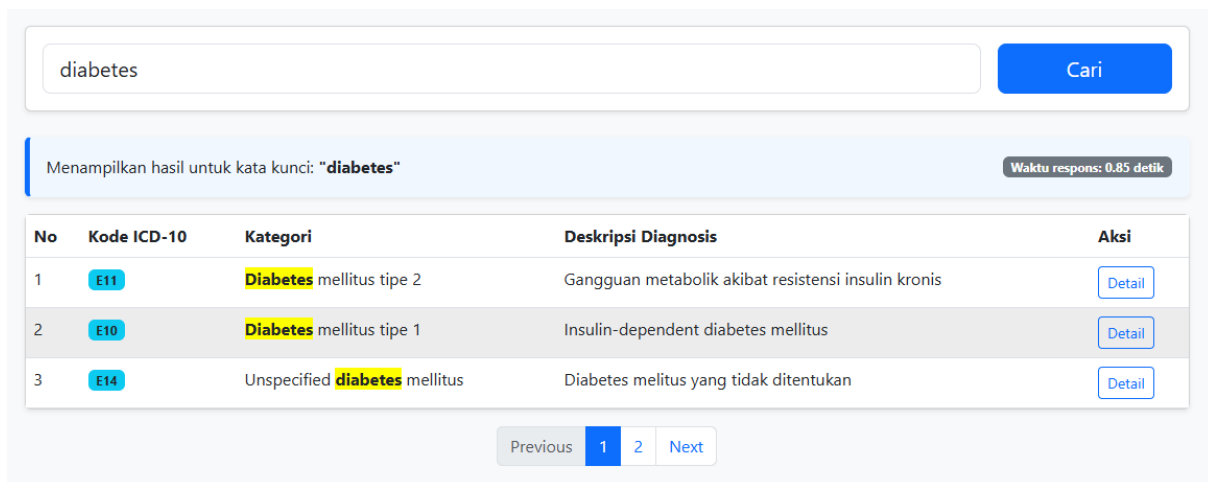 diabetes Cari
Menampilkan hasil untuk kata kunci: "diabetes" Waktu respons: 0.85 detik
No Kode ICD-10 Kategori Deskripsi Diagnosis Aksi
1 E11 Diabetes mellitus tipe 2 Gangguan metabolik akibat resistensi insulin kronis Detail
2 E10 Diabetes mellitus tipe 1 Insulin-dependent diabetes mellitus Detail
3 E14 Unspecified diabetes mellitus Diabetes melitus yang tidak ditentukan Detail
Previous 1 2 Next